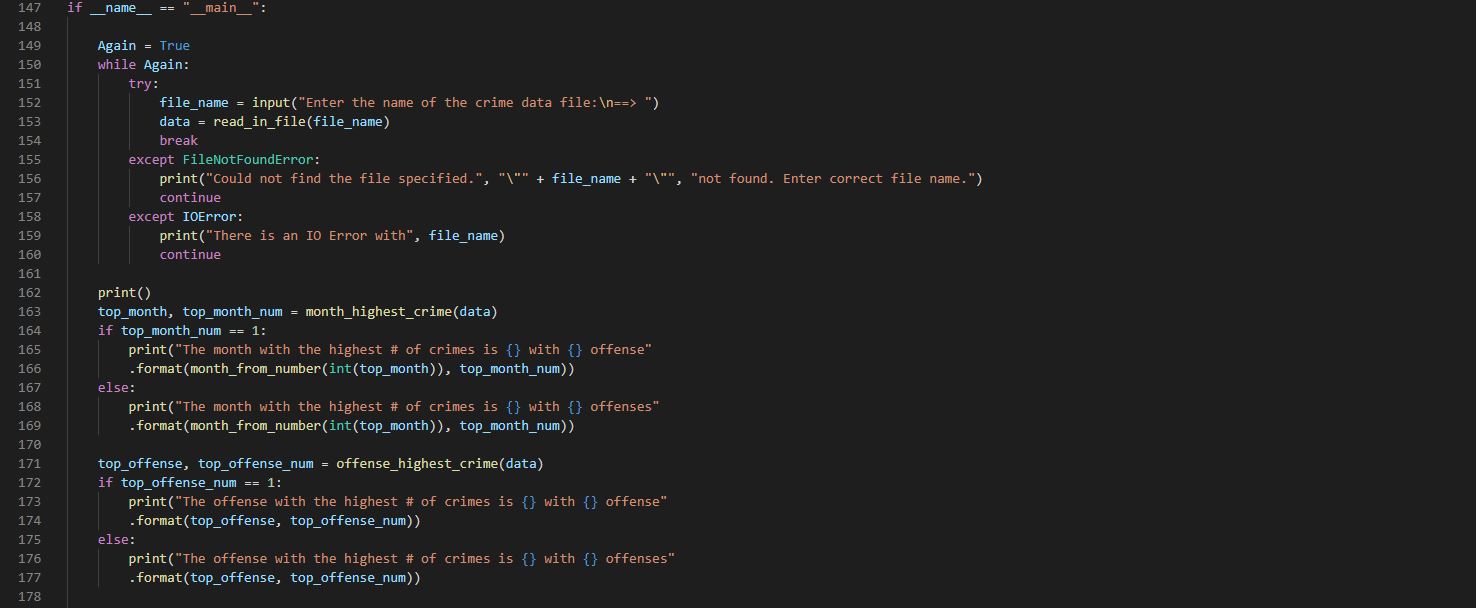 147 if __name__ == "__main__":
148
149     Again = True
150     while Again:
151         try:
152             file_name = input("Enter the name of the crime data file:\n==> ")
153             data = read_in_file(file_name)
154             break
155         except FileNotFoundError:
156             print("Could not find the file specified.", "\"" + file_name + "\"", "not found. Enter correct file name.")
157             continue
158         except IOError:
159             print("There is an IO Error with", file_name)
160             continue
161
162     print()
163     top_month, top_month_num = month_highest_crime(data)
164     if top_month_num == 1:
165         print("The month with the highest # of crimes is {} with {} offense"
166         .format(month_from_number(int(top_month)), top_month_num))
167     else:
168         print("The month with the highest # of crimes is {} with {} offenses"
169         .format(month_from_number(int(top_month)), top_month_num))
170
171     top_offense, top_offense_num = offense_highest_crime(data)
172     if top_offense_num == 1:
173         print("The offense with the highest # of crimes is {} with {} offense"
174         .format(top_offense, top_offense_num))
175     else:
176         print("The offense with the highest # of crimes is {} with {} offenses"
177         .format(top_offense, top_offense_num))
178